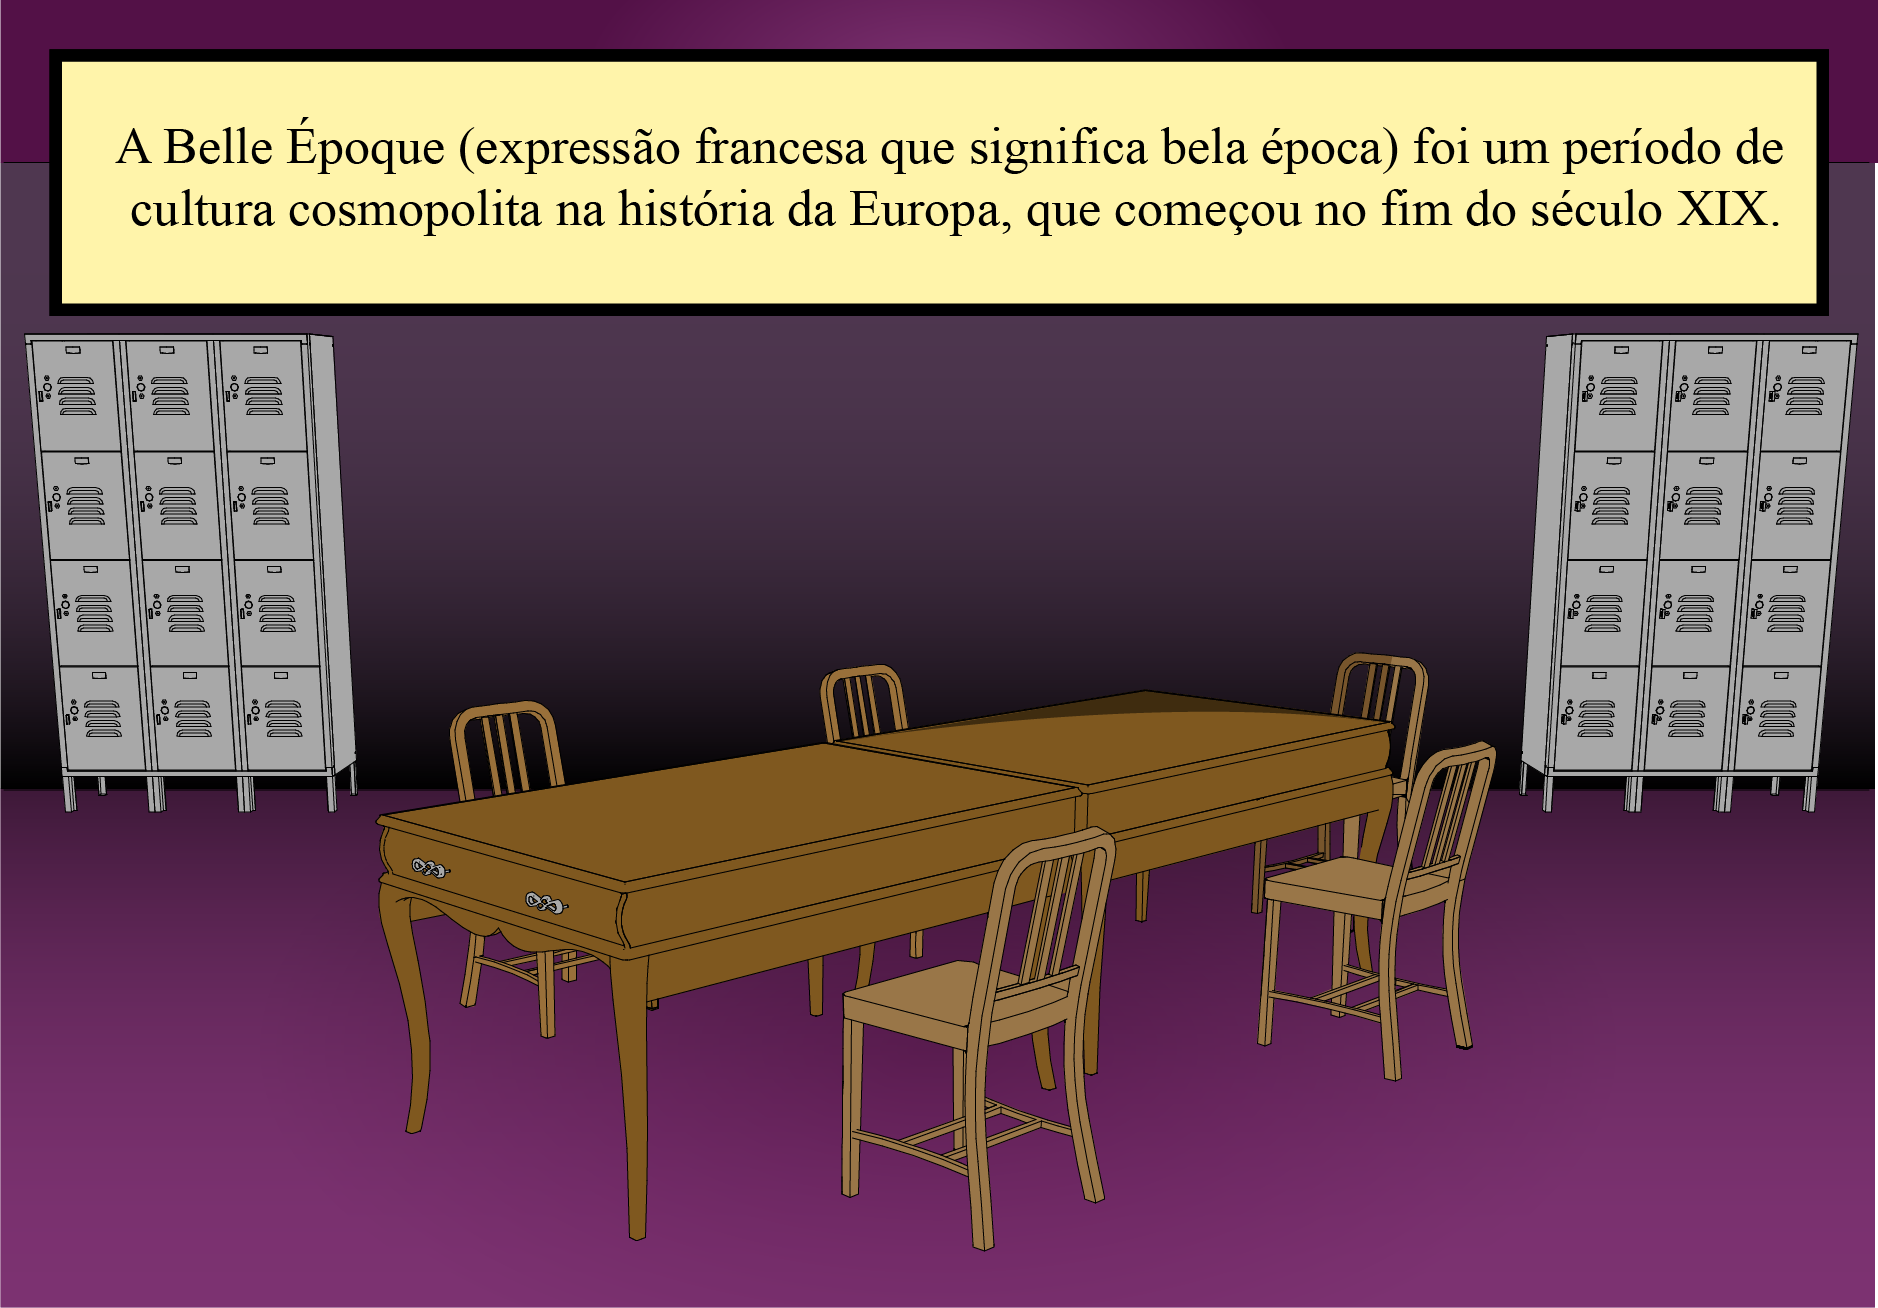 A Belle Époque (expressão francesa que significa bela época) foi um período de
cultura cosmopolita na história da Europa, que começou no fim do século XIX.